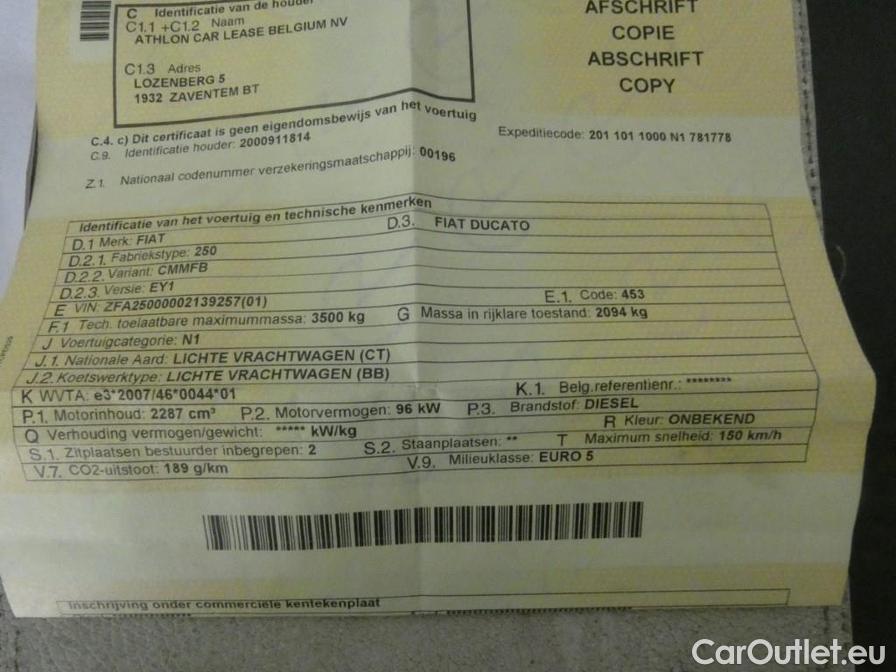 C Identificatie van de houder
C1.1 +C1.2 Naam
ATHLON CAR LEASE BELGIUM NV
C1.3 Adres
LOZENBERG 5
1932 ZAVENTEM BT
AFSCHRIFT
COPIE
ABSCHRIFT
COPY
C.4. c) Dit certificaat is geen eigendomsbewijs van het voertuig
C.9. Identificatie houder: 2000911814
Expeditiecode: 201 101 1000 N1 781778
Z.1. Nationaal codenummer verzekeringsmaatschappij: 00196
Identificatie van het voertuig en technische kenmerken
D.1 Merk: FIAT
D.3. FIAT DUCATO
D.2.1. Fabriekstype: 250
D.2.2. Variant: CMMFB
D.2.3. Versie: EY1
E VIN: ZFA25000002139257(01)
E.1. Code: 453
F.1 Tech. toelaatbare maximummassa: 3500 kg
G Massa in rijklare toestand: 2094 kg
J Voertuigcategorie: N1
J.1. Nationale Aard: LICHTE VRACHTWAGEN (CT)
J.2. Koetswerktype: LICHTE VRACHTWAGEN (BB)
K WVTA: e3*2007/46*0044*01
K.1. Belg.referentienr.: ********
P.1. Motorinhoud: 2287 cm³ P.2. Motorvermogen: 96 kW P.3. Brandstof: DIESEL
Q Verhouding vermogen/gewicht: ***** kW/kg
R Kleur: ONBEKEND
S.1. Zitplaatsen bestuurder inbegrepen: 2 S.2. Staanplaatsen: ** T Maximum snelheid: 150 km/h
V.7. CO2-uitstoot: 189 g/km
V.9. Milieuklasse: EURO 5
Inschrijving onder commerciële kentekenplaat
CarOutlet.eu